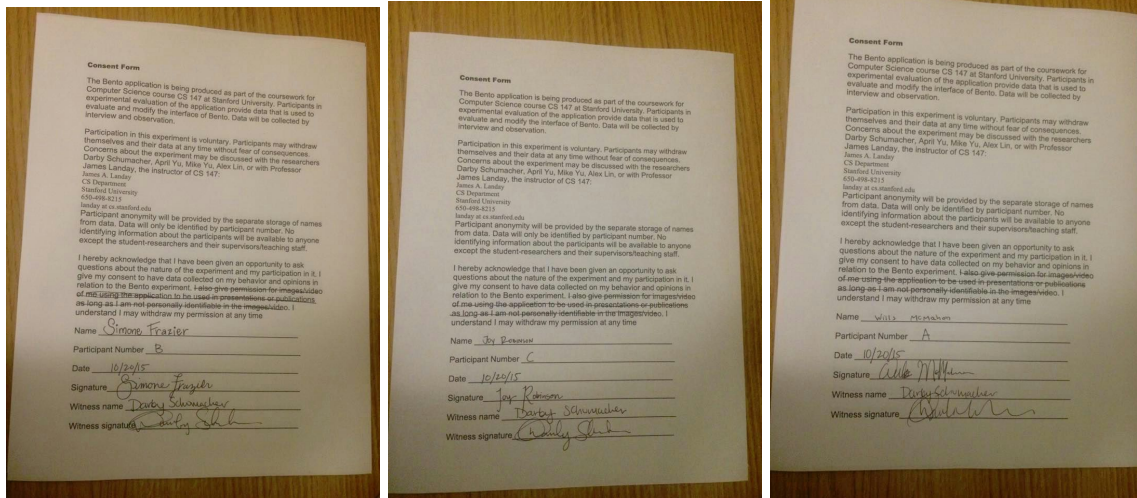 Consent Form
The Bento application is being produced as part of the coursework for
Computer Science course CS 147 at Stanford University. Participants in
experimental evaluation of the application provide data that is used to
evaluate and modify the interface of Bento. Data will be collected by
interview and observation.
Participation in this experiment is voluntary. Participants may withdraw
themselves and their data at any time without fear of consequences.
Concerns about the experiment may be discussed with the researchers
Darby Schumacher, April Yu, Mike Yu, Alex Lin, or with Professor
James Landay, the instructor of CS 147:
James A. Landay
CS Department
Stanford University
650-498-8215
landay at cs.stanford.edu
Participant anonymity will be provided by the separate storage of names
from data. Data will only be identified by participant number. No
identifying information about the participants will be available to anyone
except the student-researchers and their supervisors/teaching staff.
I hereby acknowledge that I have been given an opportunity to ask
questions about the nature of the experiment and my participation in it. I
give my consent to have data collected on my behavior and opinions in
relation to the Bento experiment. I also give permission for images/video
of me using the application to be used in presentations or publications
as long as I am not personally identifiable in the images/video. I
understand I may withdraw my permission at any time
Name Simone Frazier
Participant Number B
Date 10/20/15
Signature Simone Frazier
Witness name Darby Schumacher
Witness signature
Consent Form
The Bento application is being produced as part of the coursework for
Computer Science course CS 147 at Stanford University. Participants in
experimental evaluation of the application provide data that is used to
evaluate and modify the interface of Bento. Data will be collected by
interview and observation.
Participation in this experiment is voluntary. Participants may withdraw
themselves and their data at any time without fear of consequences.
Concerns about the experiment may be discussed with the researchers
Darby Schumacher, April Yu, Mike Yu, Alex Lin, or with Professor
James Landay, the instructor of CS 147:
James A. Landay
CS Department
Stanford University
650-498-8215
landay at cs.stanford.edu
Participant anonymity will be provided by the separate storage of names
from data. Data will only be identified by participant number. No
identifying information about the participants will be available to anyone
except the student-researchers and their supervisors/teaching staff.
I hereby acknowledge that I have been given an opportunity to ask
questions about the nature of the experiment and my participation in it. I
give my consent to have data collected on my behavior and opinions in
relation to the Bento experiment. I also give permission for images/video
of me using the application to be used in presentations or publications
as long as I am not personally identifiable in the images/video. I
understand I may withdraw my permission at any time
Name Joy Robinson
Participant Number C
Date 10/20/15
Signature Joy Robinson
Witness name Darby Schumacher
Witness signature
Consent Form
The Bento application is being produced as part of the coursework for
Computer Science course CS 147 at Stanford University. Participants in
experimental evaluation of the application provide data that is used to
evaluate and modify the interface of Bento. Data will be collected by
interview and observation.
Participation in this experiment is voluntary. Participants may withdraw
themselves and their data at any time without fear of consequences.
Concerns about the experiment may be discussed with the researchers
Darby Schumacher, April Yu, Mike Yu, Alex Lin, or with Professor
James Landay, the instructor of CS 147:
James A. Landay
CS Department
Stanford University
650-498-8215
landay at cs.stanford.edu
Participant anonymity will be provided by the separate storage of names
from data. Data will only be identified by participant number. No
identifying information about the participants will be available to anyone
except the student-researchers and their supervisors/teaching staff.
I hereby acknowledge that I have been given an opportunity to ask
questions about the nature of the experiment and my participation in it. I
give my consent to have data collected on my behavior and opinions in
relation to the Bento experiment. I also give permission for images/video
of me using the application to be used in presentations or publications
as long as I am not personally identifiable in the images/video. I
understand I may withdraw my permission at any time
Name McMahon
Participant Number A
Date 10/20/15
Signature
Witness name Darby Schumacher
Witness signature